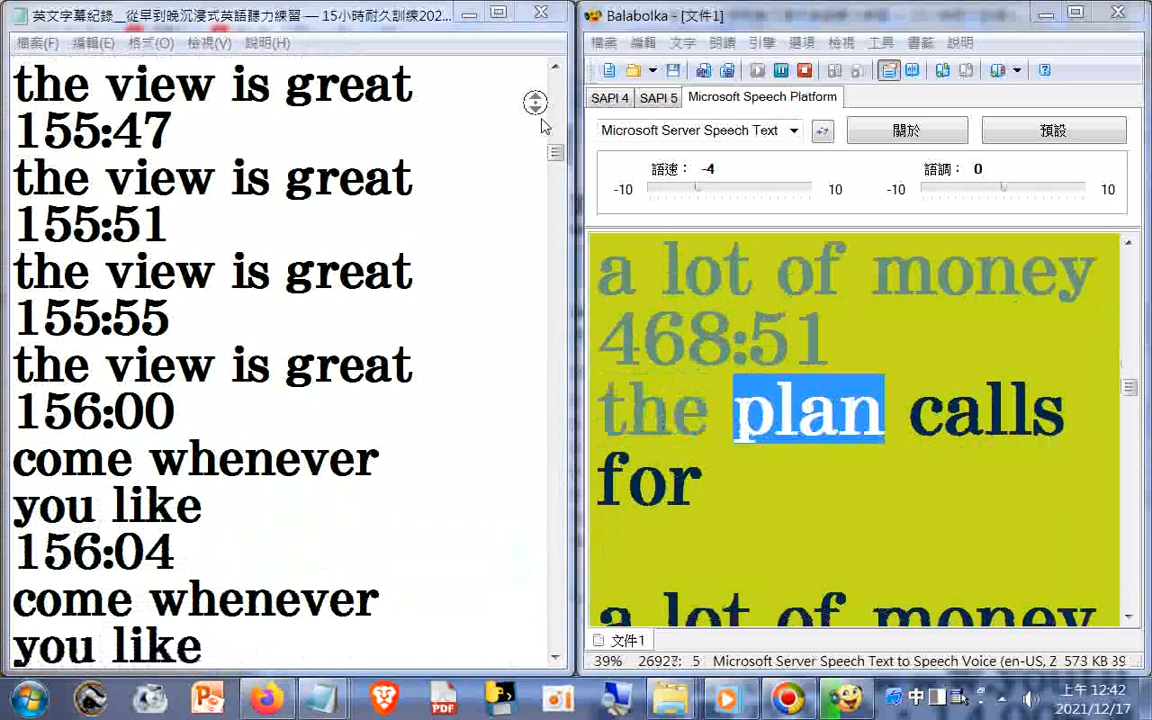 英文字幕紀錄__從早到晚沉浸式英語聽力練習 — 15小時耐久訓練202...
檔案(F) 編輯(E) 格式(O) 檢視(V) 說明(H)
the view is great
155:47
the view is great
155:51
the view is great
155:55
the view is great
156:00
come whenever
you like
156:04
come whenever
you like
Balabolka - [文件1]
檔案 編輯 文字 朗讀 引擎 選項 檢視 工具 書籤 說明
SAPI 4 SAPI 5 Microsoft Speech Platform
Microsoft Server Speech Text 關於 預設
語速： -4 語調： 0
-10 10 -10 10
a lot of money
468:51
the plan calls
for
a lot of money
文件1
39% 26927: 5 Microsoft Server Speech Text to Speech Voice (en-US, Z 573 KB 39
PDF 中 上午 12:42
2021/12/17